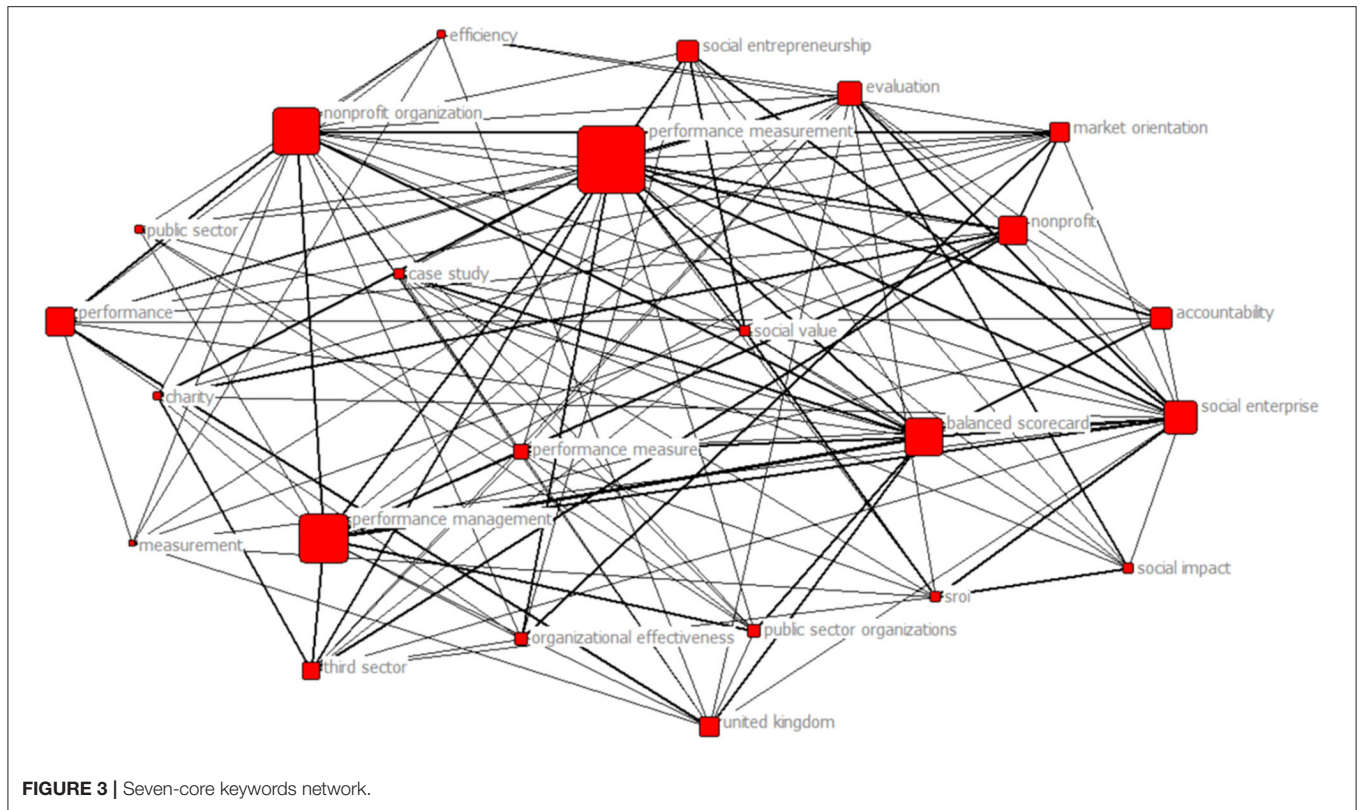 efficiency
social entrepreneurship
evaluation
nonprofit organization
performance measurement
market orientation
public sector
nonprofit
case study
performance
social value
accountability
charity
social enterprise
balanced scorecard
performance measure
performance management
measurement
social impact
sroi
public sector organizations
organizational effectiveness
third sector
united kingdom
FIGURE 3 | Seven-core keywords network.